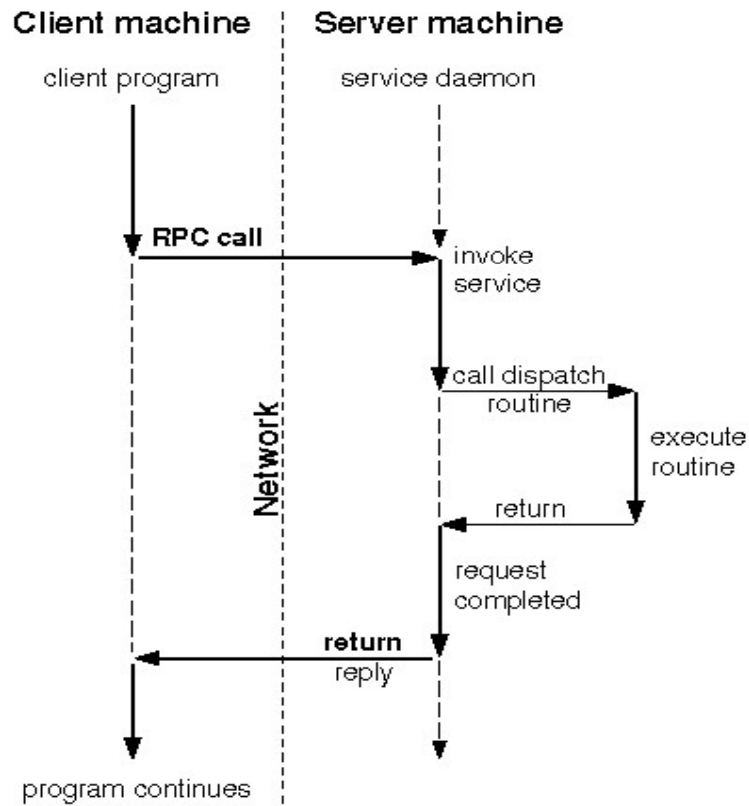 Client machine
Server machine
client program
service daemon
RPC call
invoke
service
call dispatch
routine
execute
routine
Network
return
request
completed
return
reply
program continues